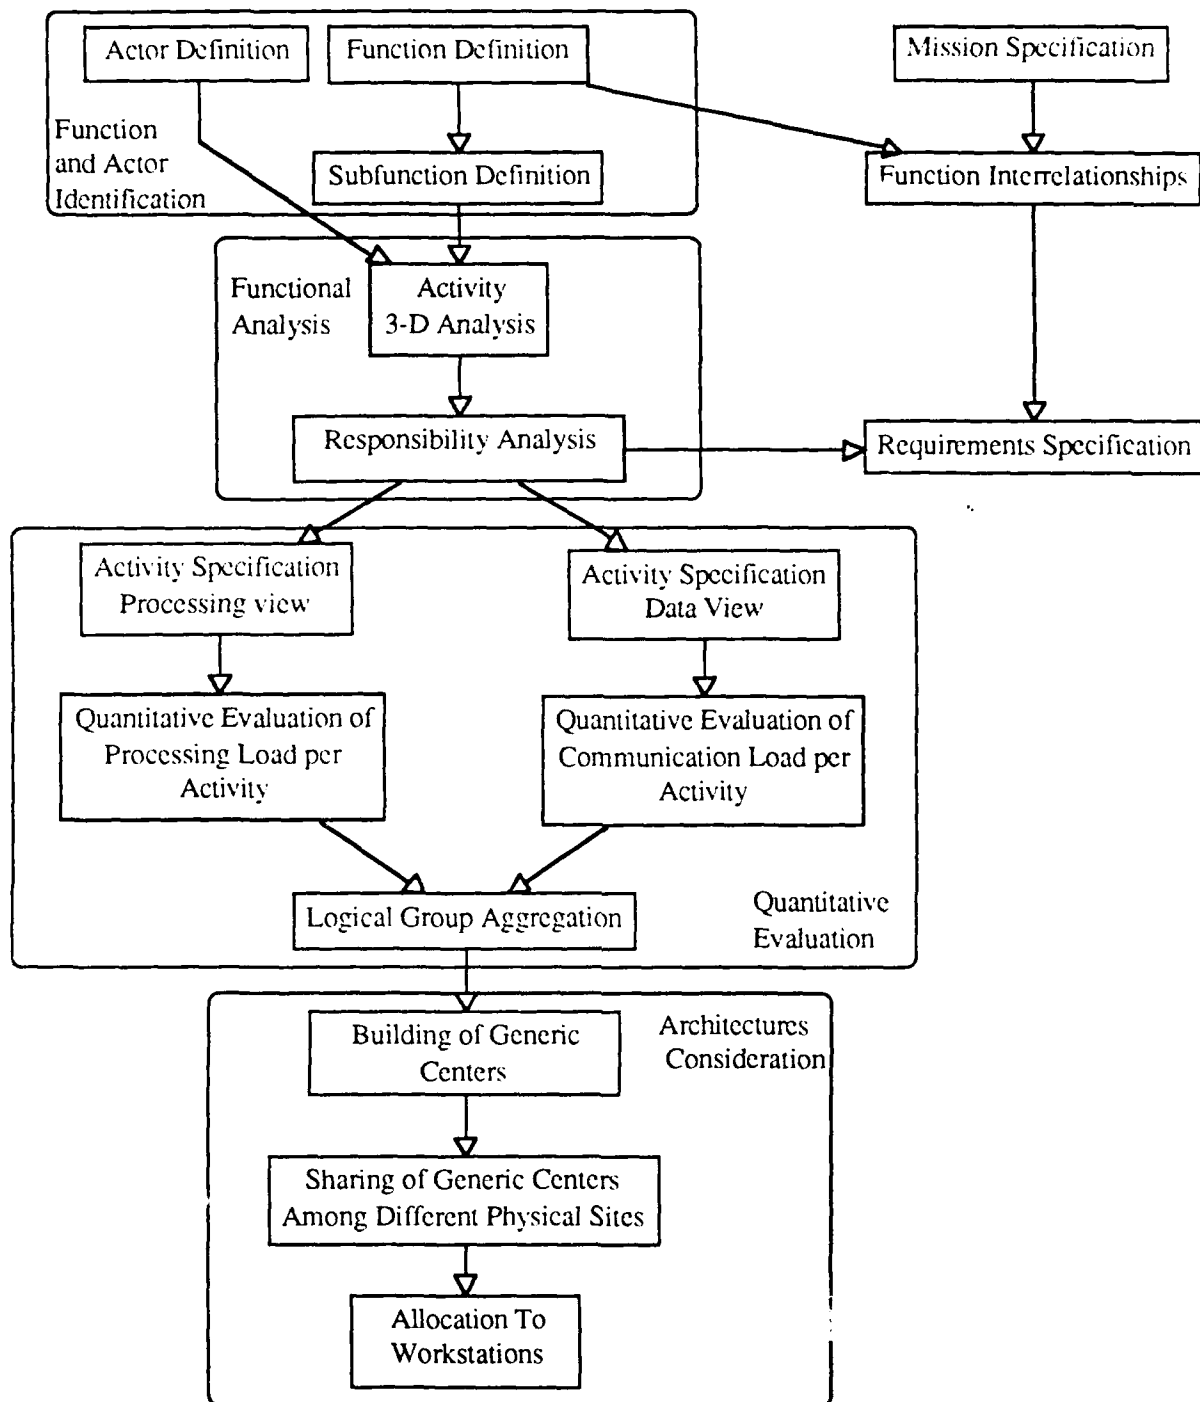 Actor Definition
Function Definition
Mission Specification
Function
and Actor
Identification
Subfunction Definition
Function Interrelationships
Functional
Analysis
Activity
3-D Analysis
Responsibility Analysis
Requirements Specification
Activity Specification
Processing view
Activity Specification
Data View
Quantitative Evaluation of
Processing Load per
Activity
Quantitative Evaluation of
Communication Load per
Activity
Logical Group Aggregation
Quantitative
Evaluation
Building of Generic
Centers
Architectures
Consideration
Sharing of Generic Centers
Among Different Physical Sites
Allocation To
Workstations